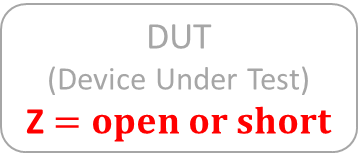 DUT
(Device Under Test)
Z = open or short